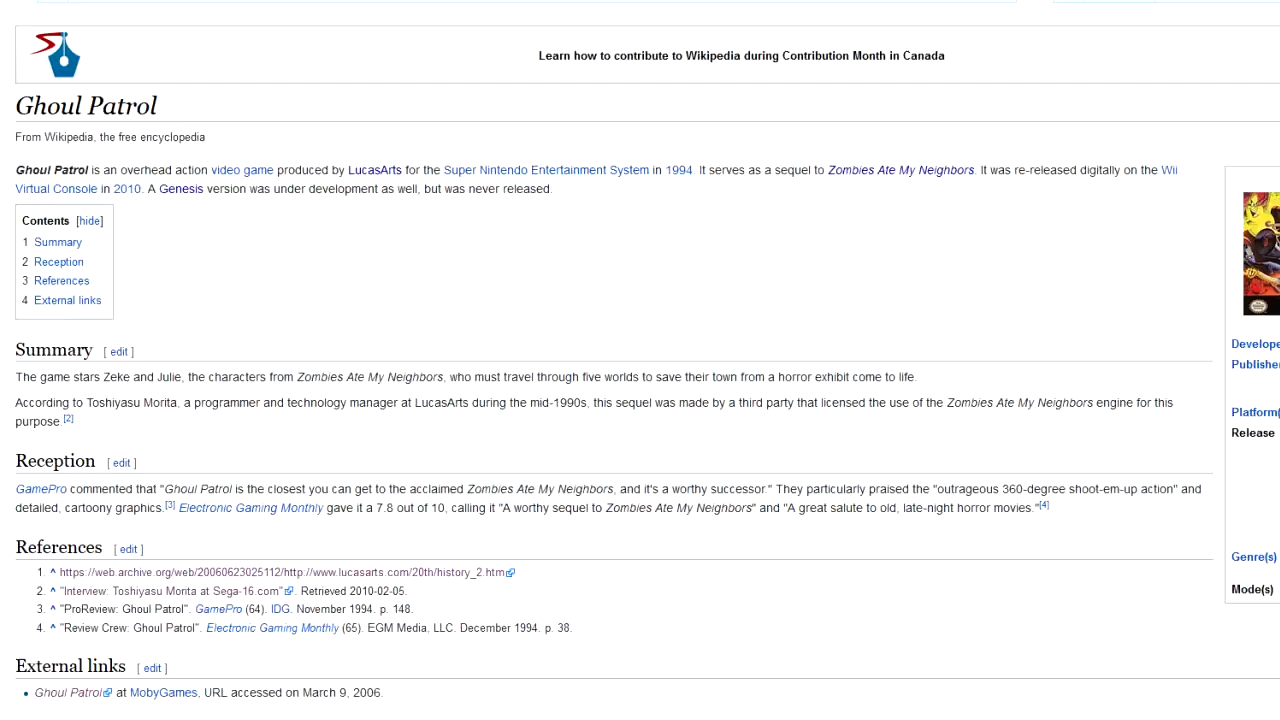 Learn how to contribute to Wikipedia during Contribution Month in Canada
Ghoul Patrol
From Wikipedia, the free encyclopedia
Ghoul Patrol is an overhead action video game produced by LucasArts for the Super Nintendo Entertainment System in 1994. It serves as a sequel to Zombies Ate My Neighbors. It was re-released digitally on the Wii
Virtual Console in 2010. A Genesis version was under development as well, but was never released.
Contents [hide]
1 Summary
2 Reception
3 References
4 External links
Develope
Publisher
Platform(
Release
Genre(s)
Mode(s)
Summary [ edit ]
The game stars Zeke and Julie, the characters from Zombies Ate My Neighbors, who must travel through five worlds to save their town from a horror exhibit come to life.
According to Toshiyasu Morita, a programmer and technology manager at LucasArts during the mid-1990s, this sequel was made by a third party that licensed the use of the Zombies Ate My Neighbors engine for this
purpose.[2]
Reception [ edit ]
GamePro commented that "Ghoul Patrol is the closest you can get to the acclaimed Zombies Ate My Neighbors, and it's a worthy successor." They particularly praised the "outrageous 360-degree shoot-em-up action" and
detailed, cartoony graphics.[3] Electronic Gaming Monthly gave it a 7.8 out of 10, calling it "A worthy sequel to Zombies Ate My Neighbors" and "A great salute to old, late-night horror movies."[4]
References [ edit ]
1. ^ https://web.archive.org/web/20060623025112/http://www.lucasarts.com/20th/history_2.htm
2. ^ "Interview: Toshiyasu Morita at Sega-16.com". Retrieved 2010-02-05.
3. ^ "ProReview: Ghoul Patrol". GamePro (64). IDG. November 1994. p. 148.
4. ^ "Review Crew: Ghoul Patrol". Electronic Gaming Monthly (65). EGM Media, LLC. December 1994. p. 38.
External links [ edit ]
• Ghoul Patrol at MobyGames, URL accessed on March 9, 2006.